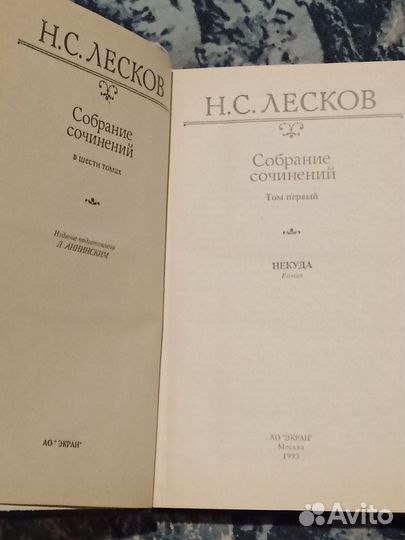 Н.С. ЛЕСКОВ
Собрание
сочинений
в шести томах
Издание подготовлено
Л. АННИНСКИМ
АО "ЭКРАН"
Н.С. ЛЕСКОВ
Собрание
сочинений
Том первый
НЕКУДА
Роман
АО "ЭКРАН"
Москва
1993
Avito